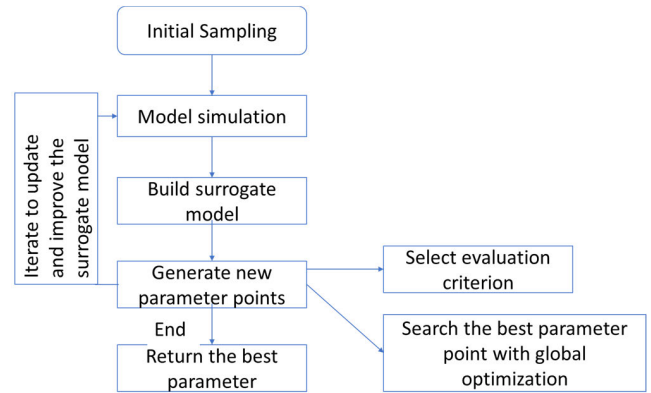 Initial Sampling
Model simulation
Iterate to update
and improve the
surrogate model
Build surrogate
model
Generate new
parameter points
Select evaluation
criterion
Search the best parameter
point with global
optimization
End
Return the best
parameter